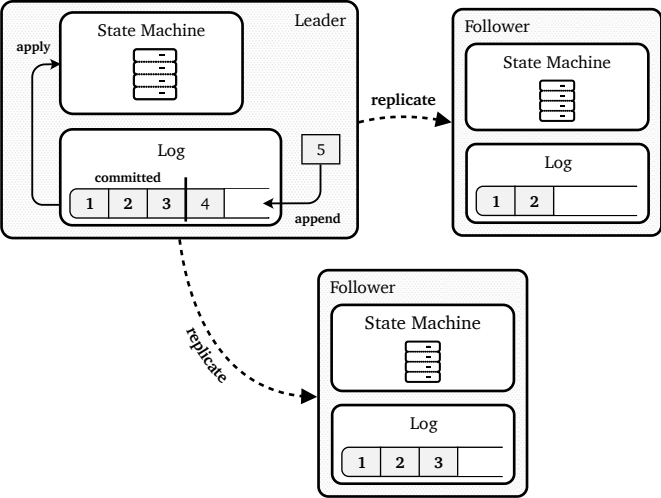 Leader
State Machine
apply
Log
5
committed
1 2 3 4
append
replicate
Follower
State Machine
Log
1 2
replicate
Follower
State Machine
Log
1 2 3